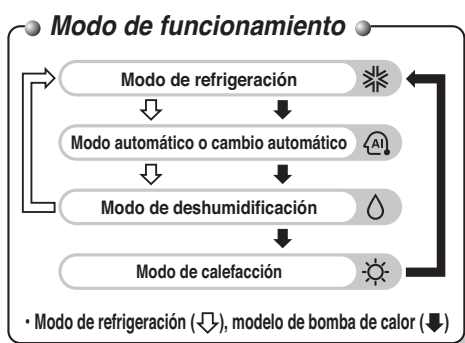 Modo de funcionamiento
Modo de refrigeración
Modo automático o cambio automático
AI
Modo de deshumidificación
Modo de calefacción
· Modo de refrigeración (⇩), modelo de bomba de calor (⬇)